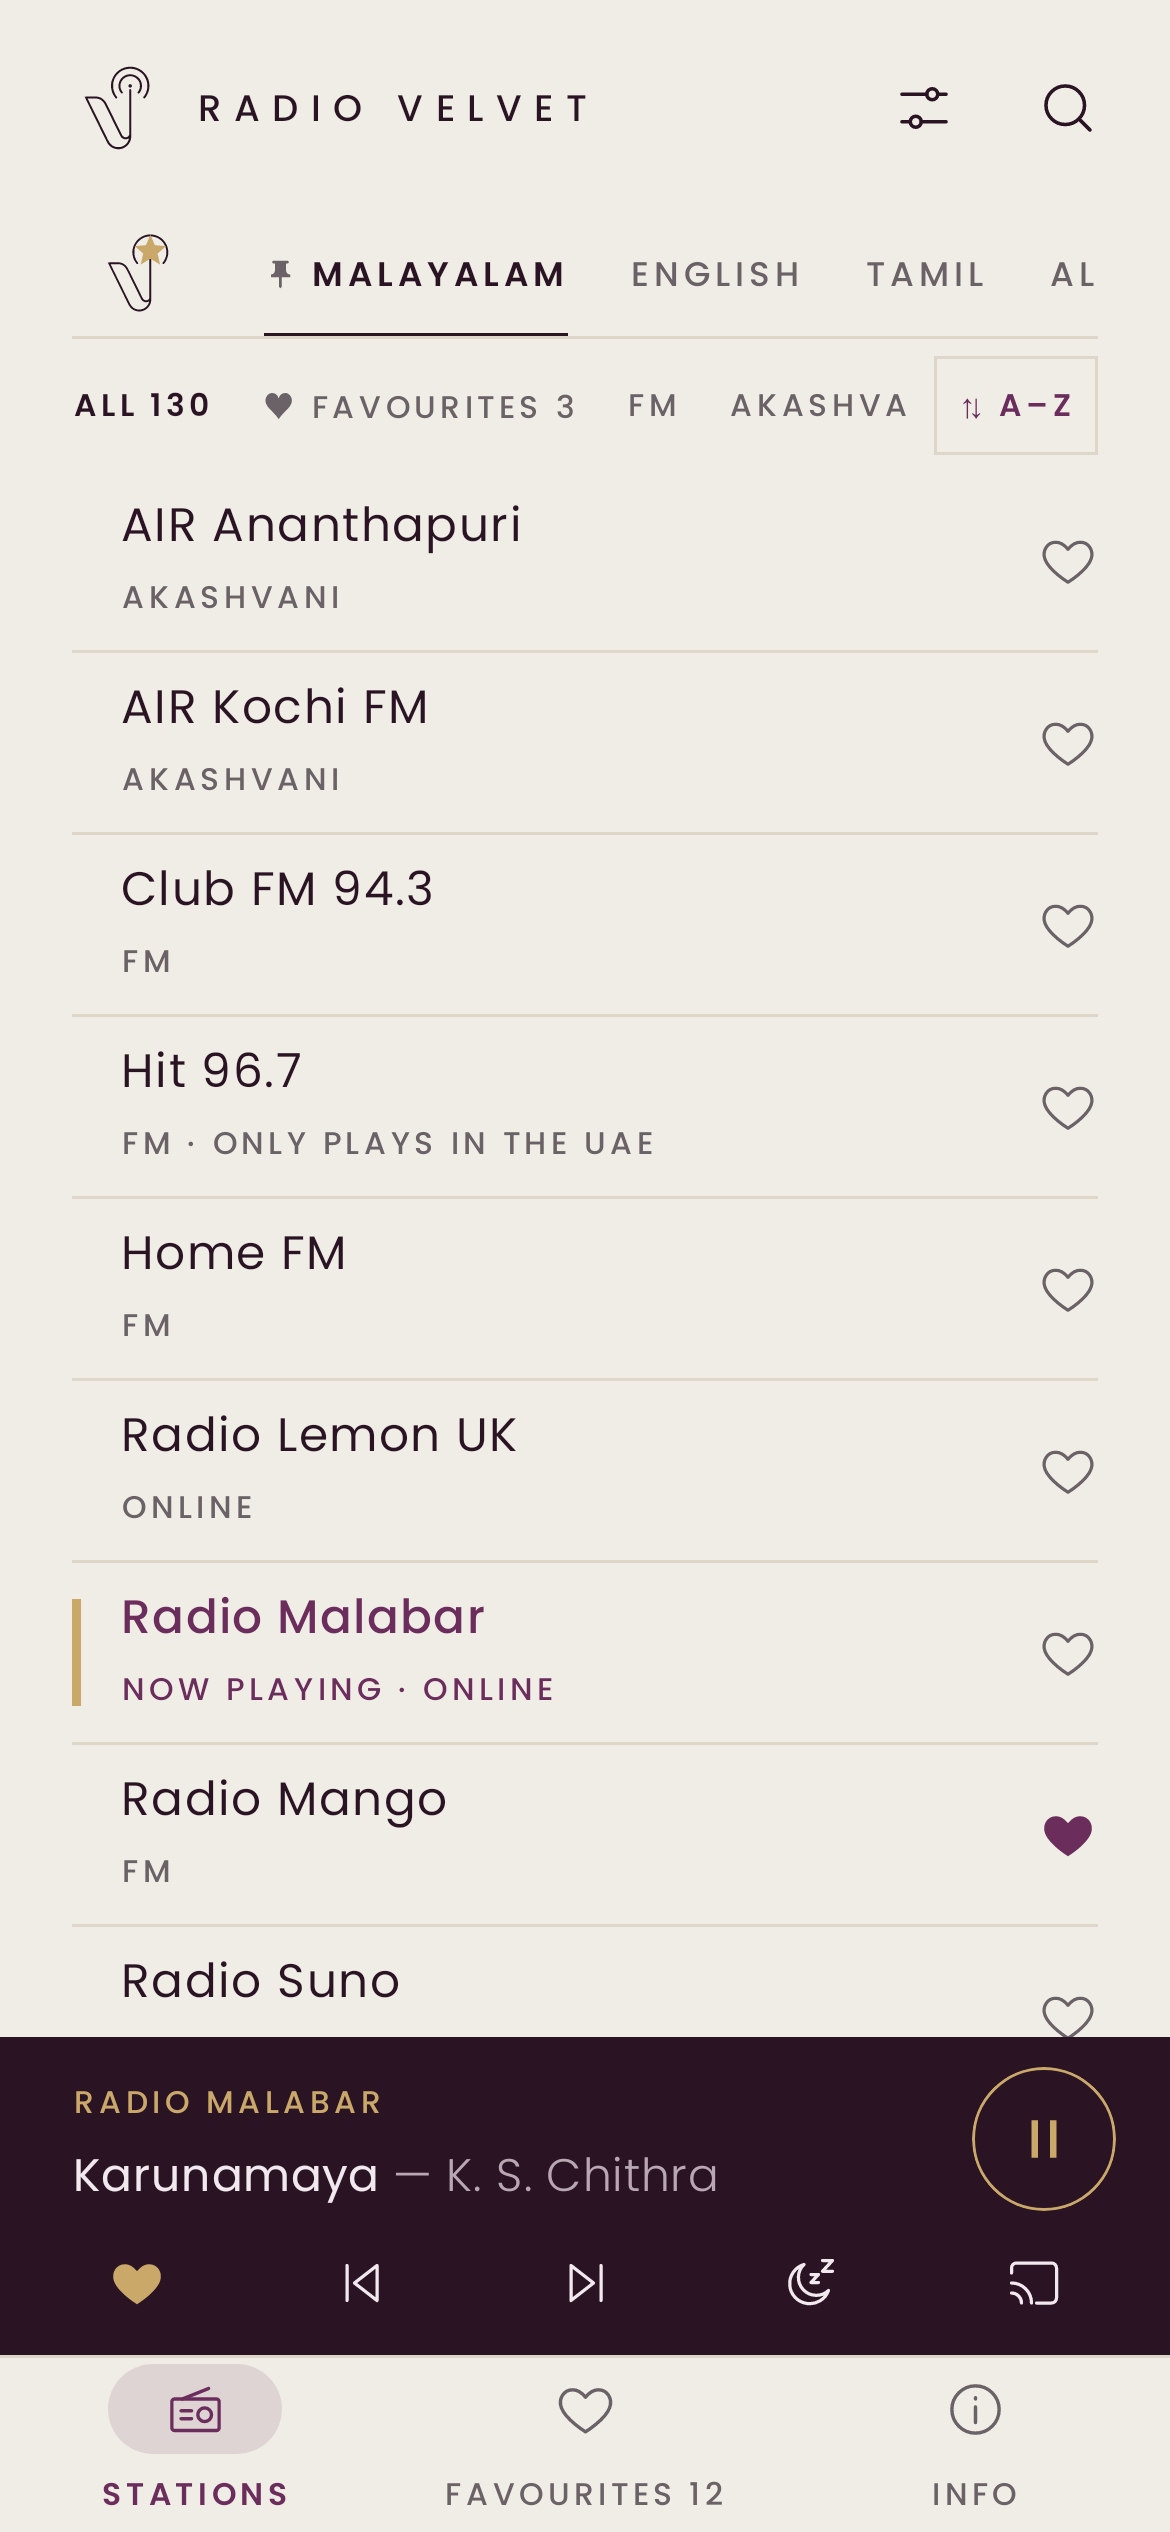 RADIO VELVET
MALAYALAM ENGLISH TAMIL AL
ALL 130 ♥ FAVOURITES 3 FM AKASHVA ↑↓ A–Z
AIR Ananthapuri
AKASHVANI
AIR Kochi FM
AKASHVANI
Club FM 94.3
FM
Hit 96.7
FM · ONLY PLAYS IN THE UAE
Home FM
FM
Radio Lemon UK
ONLINE
Radio Malabar
NOW PLAYING · ONLINE
Radio Mango
FM
Radio Suno
RADIO MALABAR
Karunamaya — K. S. Chithra
STATIONS FAVOURITES 12 INFO